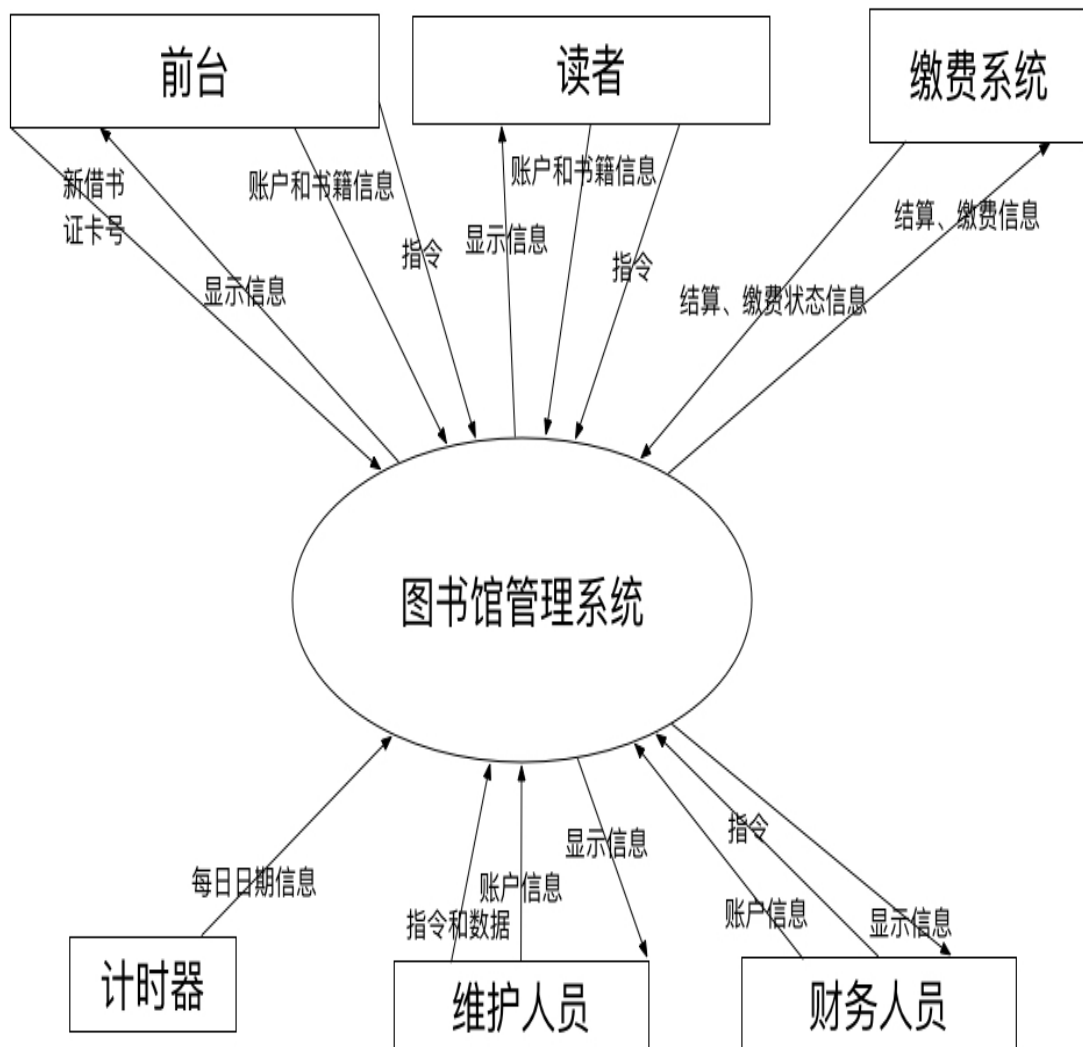 前台
读者
缴费系统
新借书
证卡号
账户和书籍信息
指令
显示信息
账户和书籍信息
显示信息
指令
结算、缴费信息
结算、缴费状态信息
图书馆管理系统
每日日期信息
指令和数据
账户信息
显示信息
指令
账户信息
显示信息
计时器
维护人员
财务人员